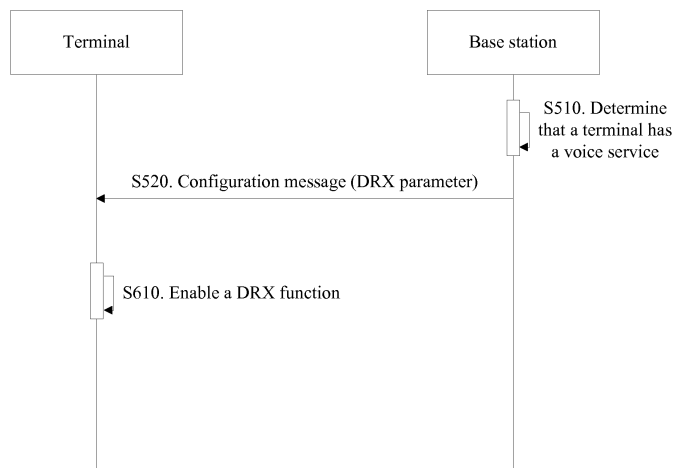 Terminal
Base station
S510. Determine
that a terminal has
a voice service
S520. Configuration message (DRX parameter)
S610. Enable a DRX function